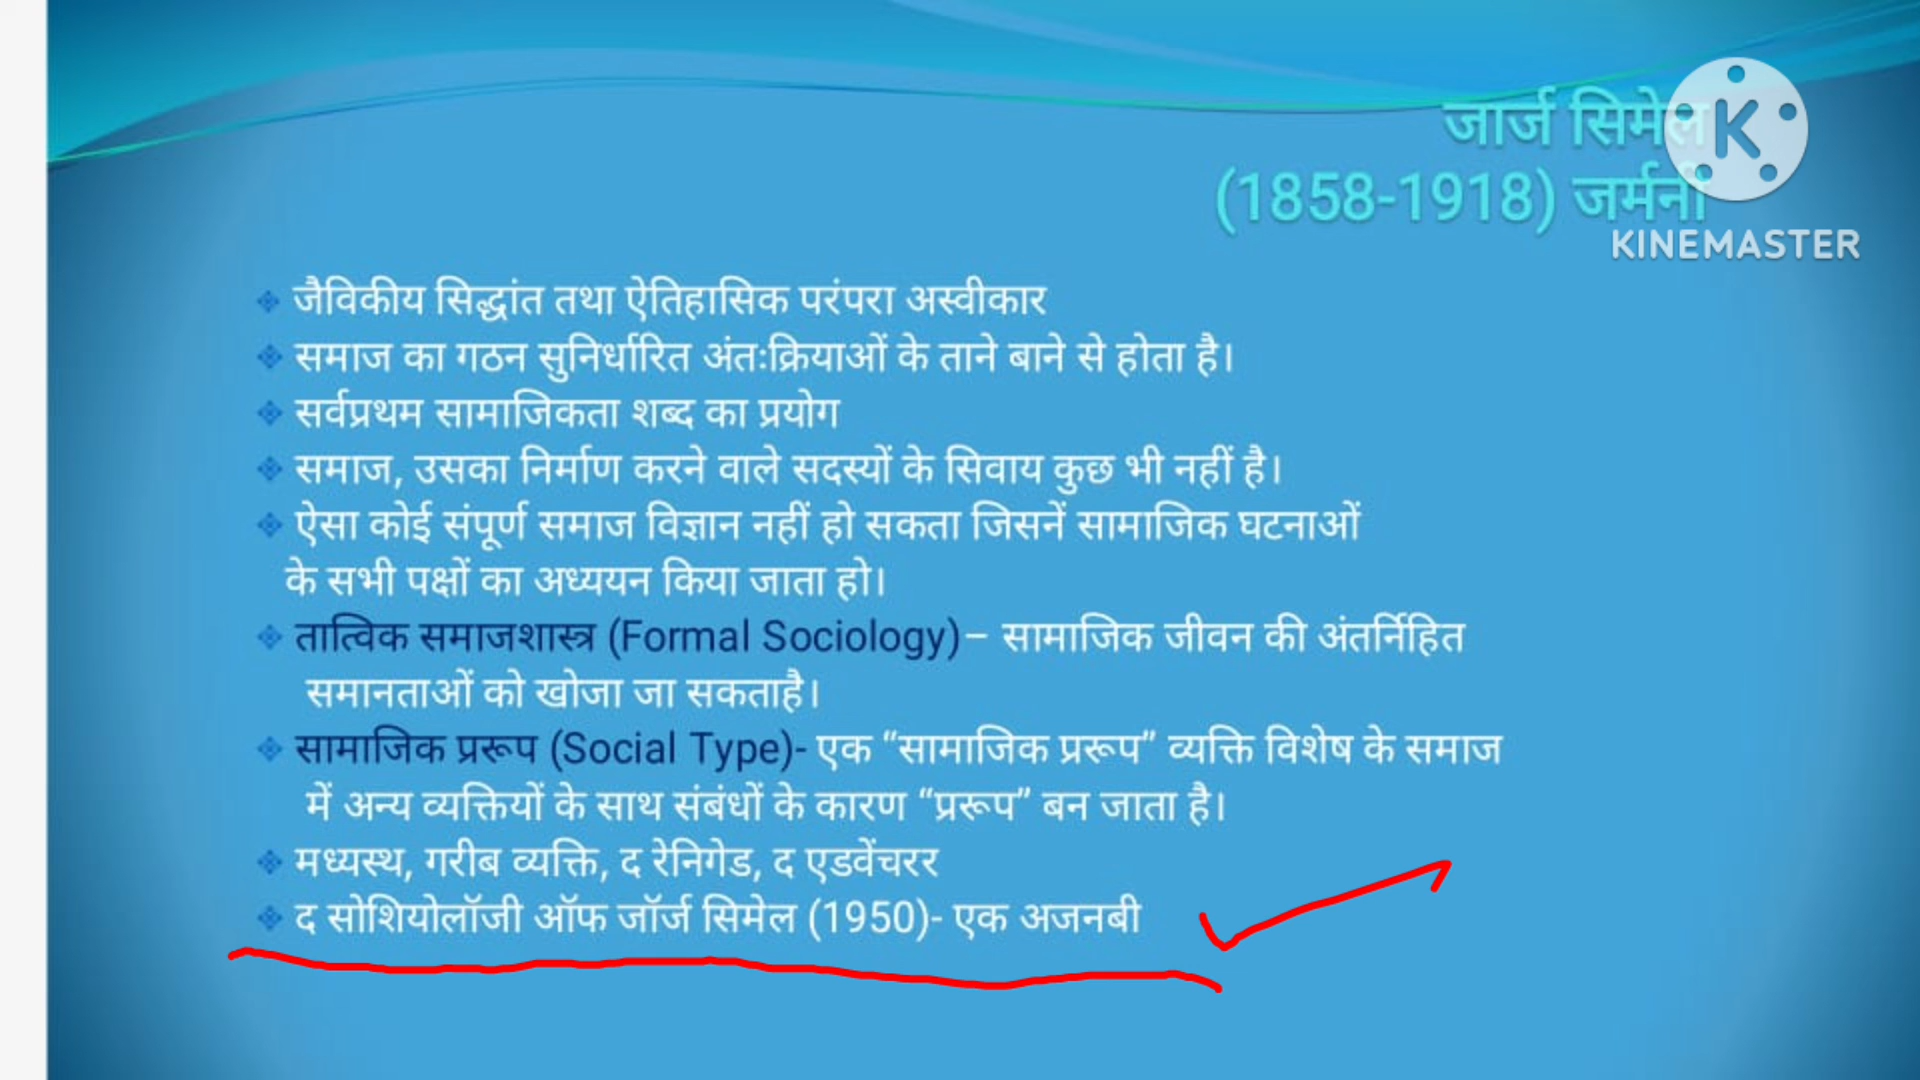 जार्ज सिमेल
(1858-1918) जर्मनी
K
KINEMASTER
जैविकीय सिद्धांत तथा ऐतिहासिक परंपरा अस्वीकार
समाज का गठन सुनिर्धारित अंतःक्रियाओं के ताने बाने से होता है।
सर्वप्रथम सामाजिकता शब्द का प्रयोग
समाज, उसका निर्माण करने वाले सदस्यों के सिवाय कुछ भी नहीं है।
ऐसा कोई संपूर्ण समाज विज्ञान नहीं हो सकता जिसनें सामाजिक घटनाओं
के सभी पक्षों का अध्ययन किया जाता हो।
तात्विक समाजशास्त्र (Formal Sociology)– सामाजिक जीवन की अंतर्निहित
समानताओं को खोजा जा सकताहै।
सामाजिक प्ररूप (Social Type)- एक “सामाजिक प्ररूप” व्यक्ति विशेष के समाज
में अन्य व्यक्तियों के साथ संबंधों के कारण “प्ररूप” बन जाता है।
मध्यस्थ, गरीब व्यक्ति, द रेनिगेड, द एडवेंचरर
द सोशियोलॉजी ऑफ जॉर्ज सिमेल (1950)- एक अजनबी